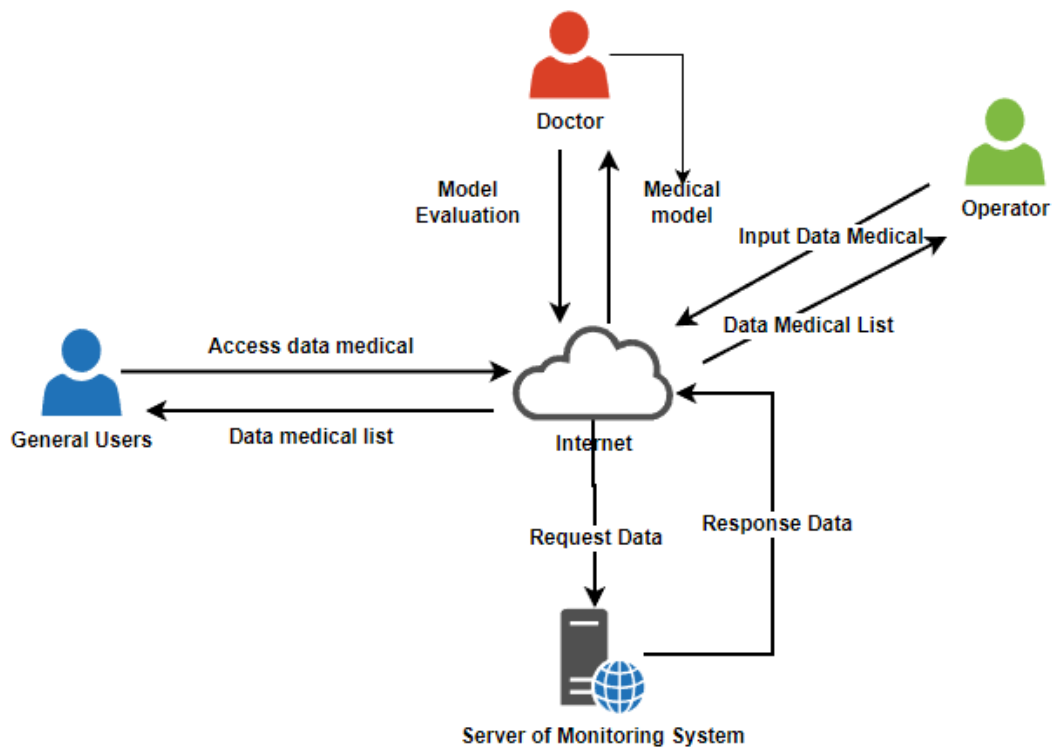 Doctor
Operator
Model
Evaluation
Medical
model
Input Data Medical
Data Medical List
Access data medical
General Users
Data medical list
Internet
Request Data
Response Data
Server of Monitoring System